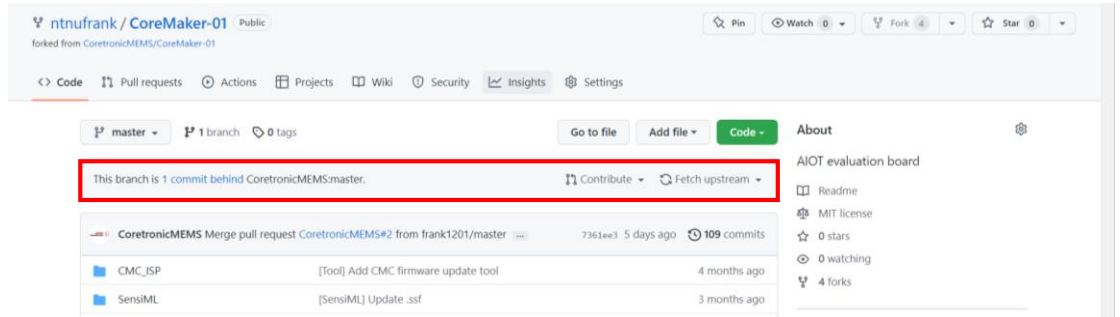 ntnufrank / CoreMaker-01 Public Pin Watch 0 Fork 4 Star 0
forked from CoretronicMEMS/CoreMaker-01
<> Code Pull requests Actions Projects Wiki Security Insights Settings
master 1 branch 0 tags Go to file Add file Code
This branch is 1 commit behind CoretronicMEMS:master. Contribute Fetch upstream
CoretronicMEMS Merge pull request CoretronicMEMS#2 from frank1201/master ... 7361ee3 5 days ago 109 commits
CMC_ISP [Tool] Add CMC firmware update tool 4 months ago
SensiML [SensiML] Update .ssf 3 months ago
About
AIOT evaluation board
Readme
MIT license
0 stars
0 watching
4 forks